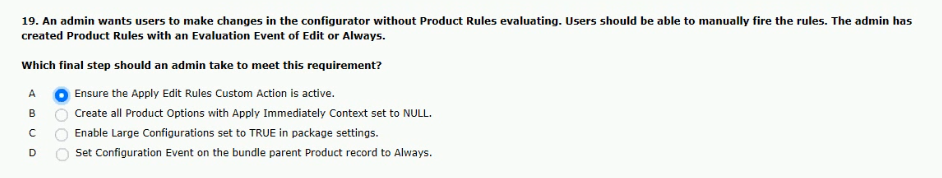 19. An admin wants users to make changes in the configurator without Product Rules evaluating. Users should be able to manually fire the rules. The admin has
created Product Rules with an Evaluation Event of Edit or Always.
Which final step should an admin take to meet this requirement?
A Ensure the Apply Edit Rules Custom Action is active.
B Create all Product Options with Apply Immediately Context set to NULL.
C Enable Large Configurations set to TRUE in package settings.
D Set Configuration Event on the bundle parent Product record to Always.